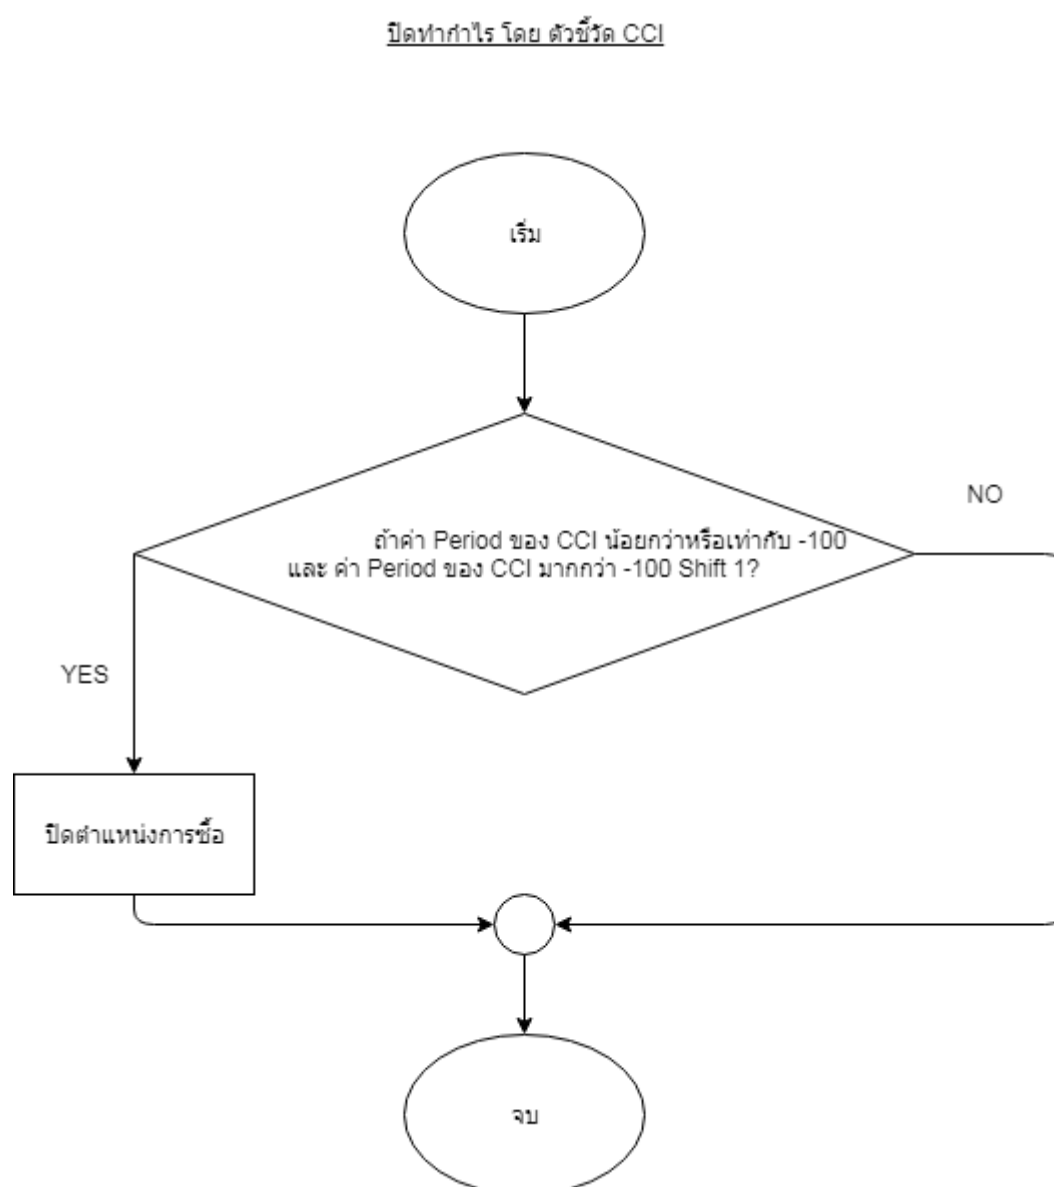 ปิดทำกำไร โดย ตัวชี้วัด CCI
เริ่ม
NO
ถ้าค่า Period ของ CCI น้อยกว่าหรือเท่ากับ -100
และ ค่า Period ของ CCI มากกว่า -100 Shift 1?
YES
ปิดตำแหน่งการซื้อ
จบ